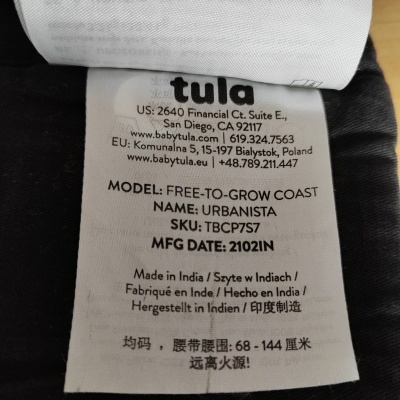 tula
US: 2640 Financial Ct. Suite E.,
San Diego, CA 92117
www.babytula.com | 619.324.7563
EU: Komunalna 5, 15-197 Bialystok, Poland
www.babytula.eu | +48.789.211.447
MODEL: FREE-TO-GROW COAST
NAME: URBANISTA
SKU: TBCP7S7
MFG DATE: 2102IN
Made in India / Szyte w Indiach /
Fabriqué en Inde / Hecho en India /
Hergestellt in Indien / 印度制造
均码，腰带腰围: 68 - 144 厘米
远离火源!